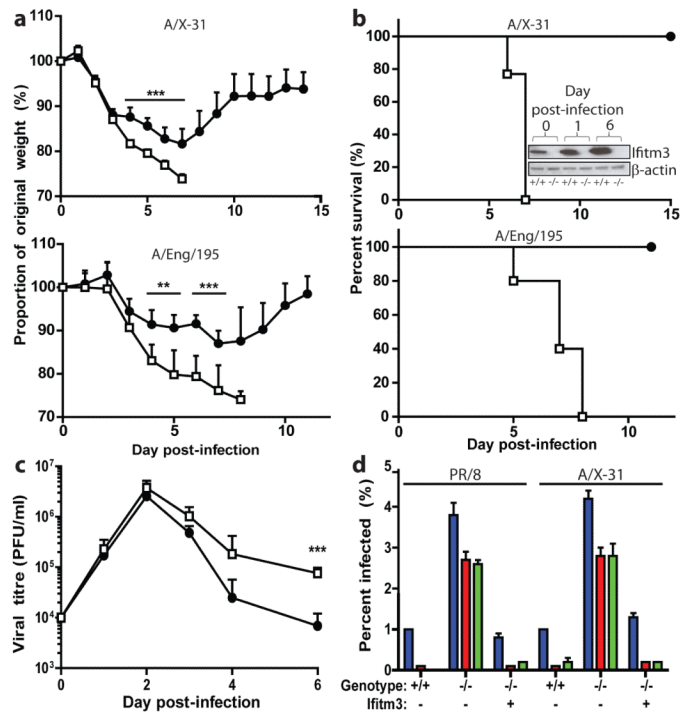 a
A/X-31
110
100
90
80
70
***
0 5 10 15
A/Eng/195
110
100
90
80
70
** ***
0 5 10
Proportion of original weight (%)
Day post-infection
b
A/X-31
100
80
60
40
20
0
Day
post-infection
0 1 6
Ifitm3
β-actin
+/+ -/- +/+ -/- +/+ -/-
0 5 10 15
A/Eng/195
100
80
60
40
20
0
0 5 10
Percent survival (%)
Day post-infection
c
10⁷
10⁶
10⁵
10⁴
10³
***
0 2 4 6
Viral titre (PFU/ml)
Day post-infection
d
PR/8 A/X-31
5
4
3
2
1
0
Percent infected (%)
Genotype: +/+ -/- -/- +/+ -/- -/-
Ifitm3: - - + - - +